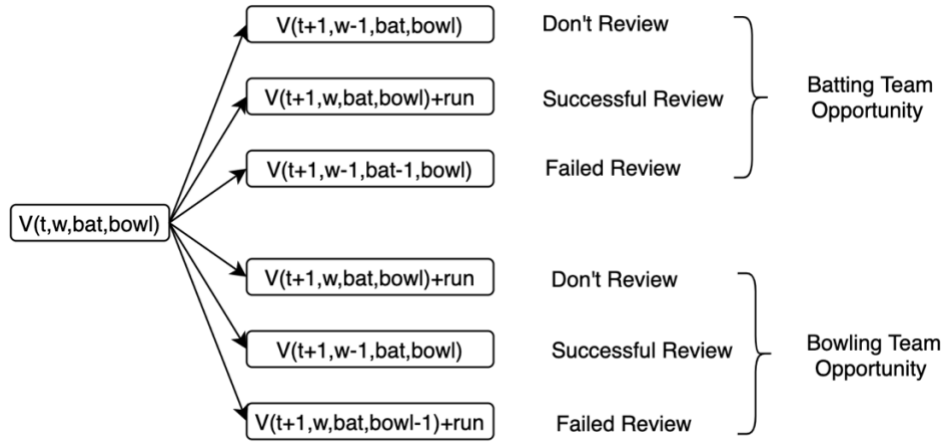 V(t+1,w-1,bat,bowl)
Don't Review
V(t+1,w,bat,bowl)+run
Successful Review
Batting Team
Opportunity
V(t+1,w-1,bat-1,bowl)
Failed Review
V(t,w,bat,bowl)
V(t+1,w,bat,bowl)+run
Don't Review
V(t+1,w-1,bat,bowl)
Successful Review
Bowling Team
Opportunity
V(t+1,w,bat,bowl-1)+run
Failed Review